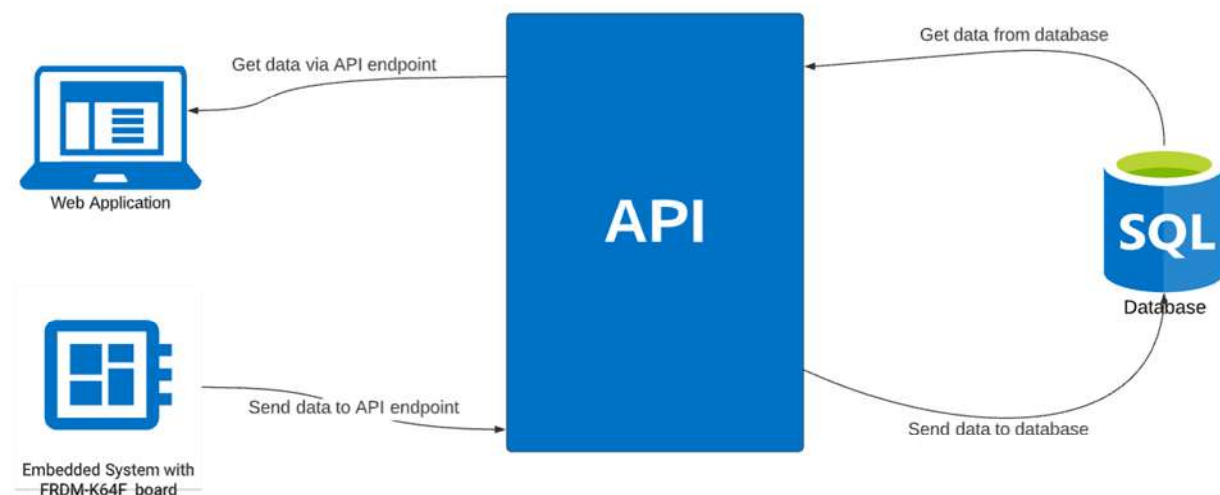 Get data from database
Get data via API endpoint
Web Application
API
SQL
Database
Send data to API endpoint
Send data to database
Embedded System with
FRDM-K64F board